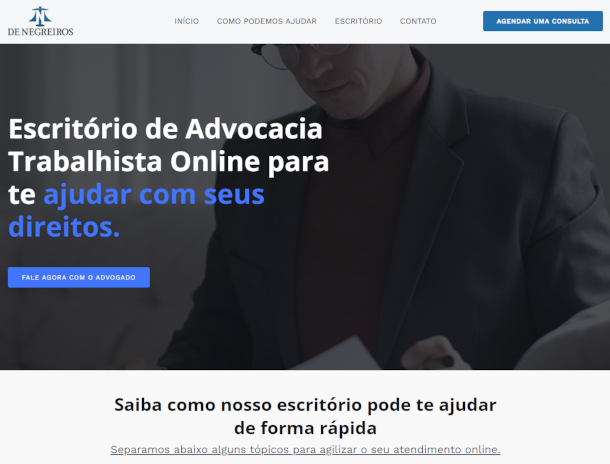 DE NEGREIROS
INÍCIO
COMO PODEMOS AJUDAR
ESCRITÓRIO
CONTATO
AGENDAR UMA CONSULTA
Escritório de Advocacia
Trabalhista Online para
te ajudar com seus
direitos.
FALE AGORA COM O ADVOGADO
Saiba como nosso escritório pode te ajudar
de forma rápida
Separamos abaixo alguns tópicos para agilizar o seu atendimento online.